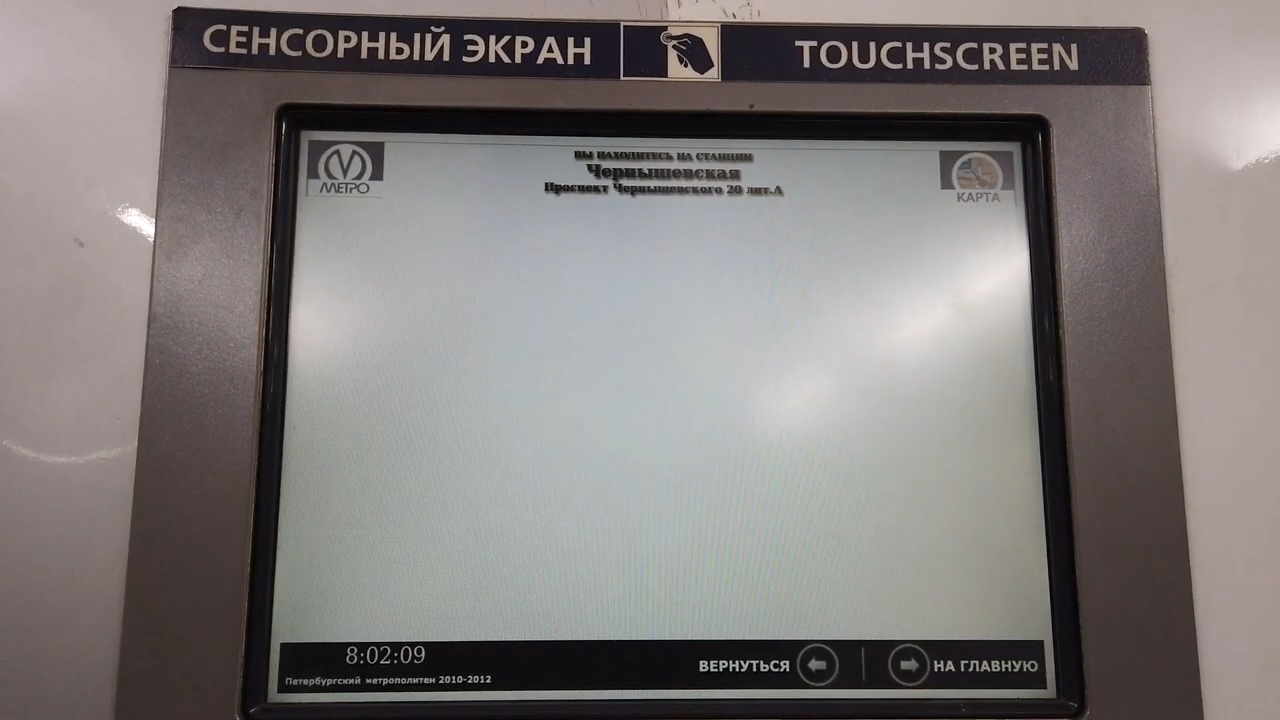 СЕНСОРНЫЙ ЭКРАН
TOUCHSCREEN
МЕТРО
ВЫ НАХОДИТЕСЬ НА СТАНЦИИ
Чернышевская
Проспект Чернышевского 20 лит.А
КАРТА
8:02:09
Петербургский метрополитен 2010-2012
ВЕРНУТЬСЯ
НА ГЛАВНУЮ